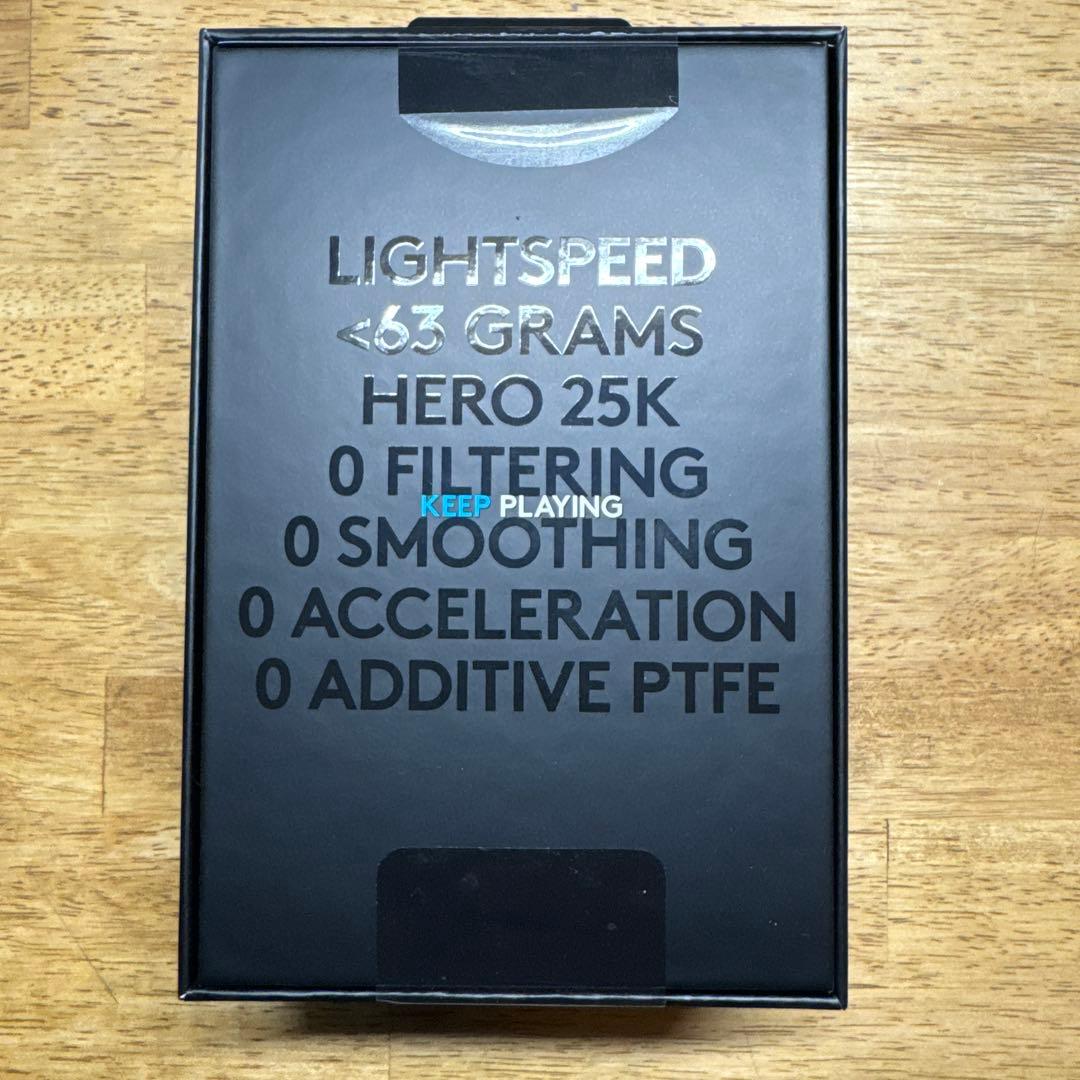 LIGHTSPEED
<63 GRAMS
HERO 25K
0 FILTERING
KEEP PLAYING
0 SMOOTHING
0 ACCELERATION
0 ADDITIVE PTFE